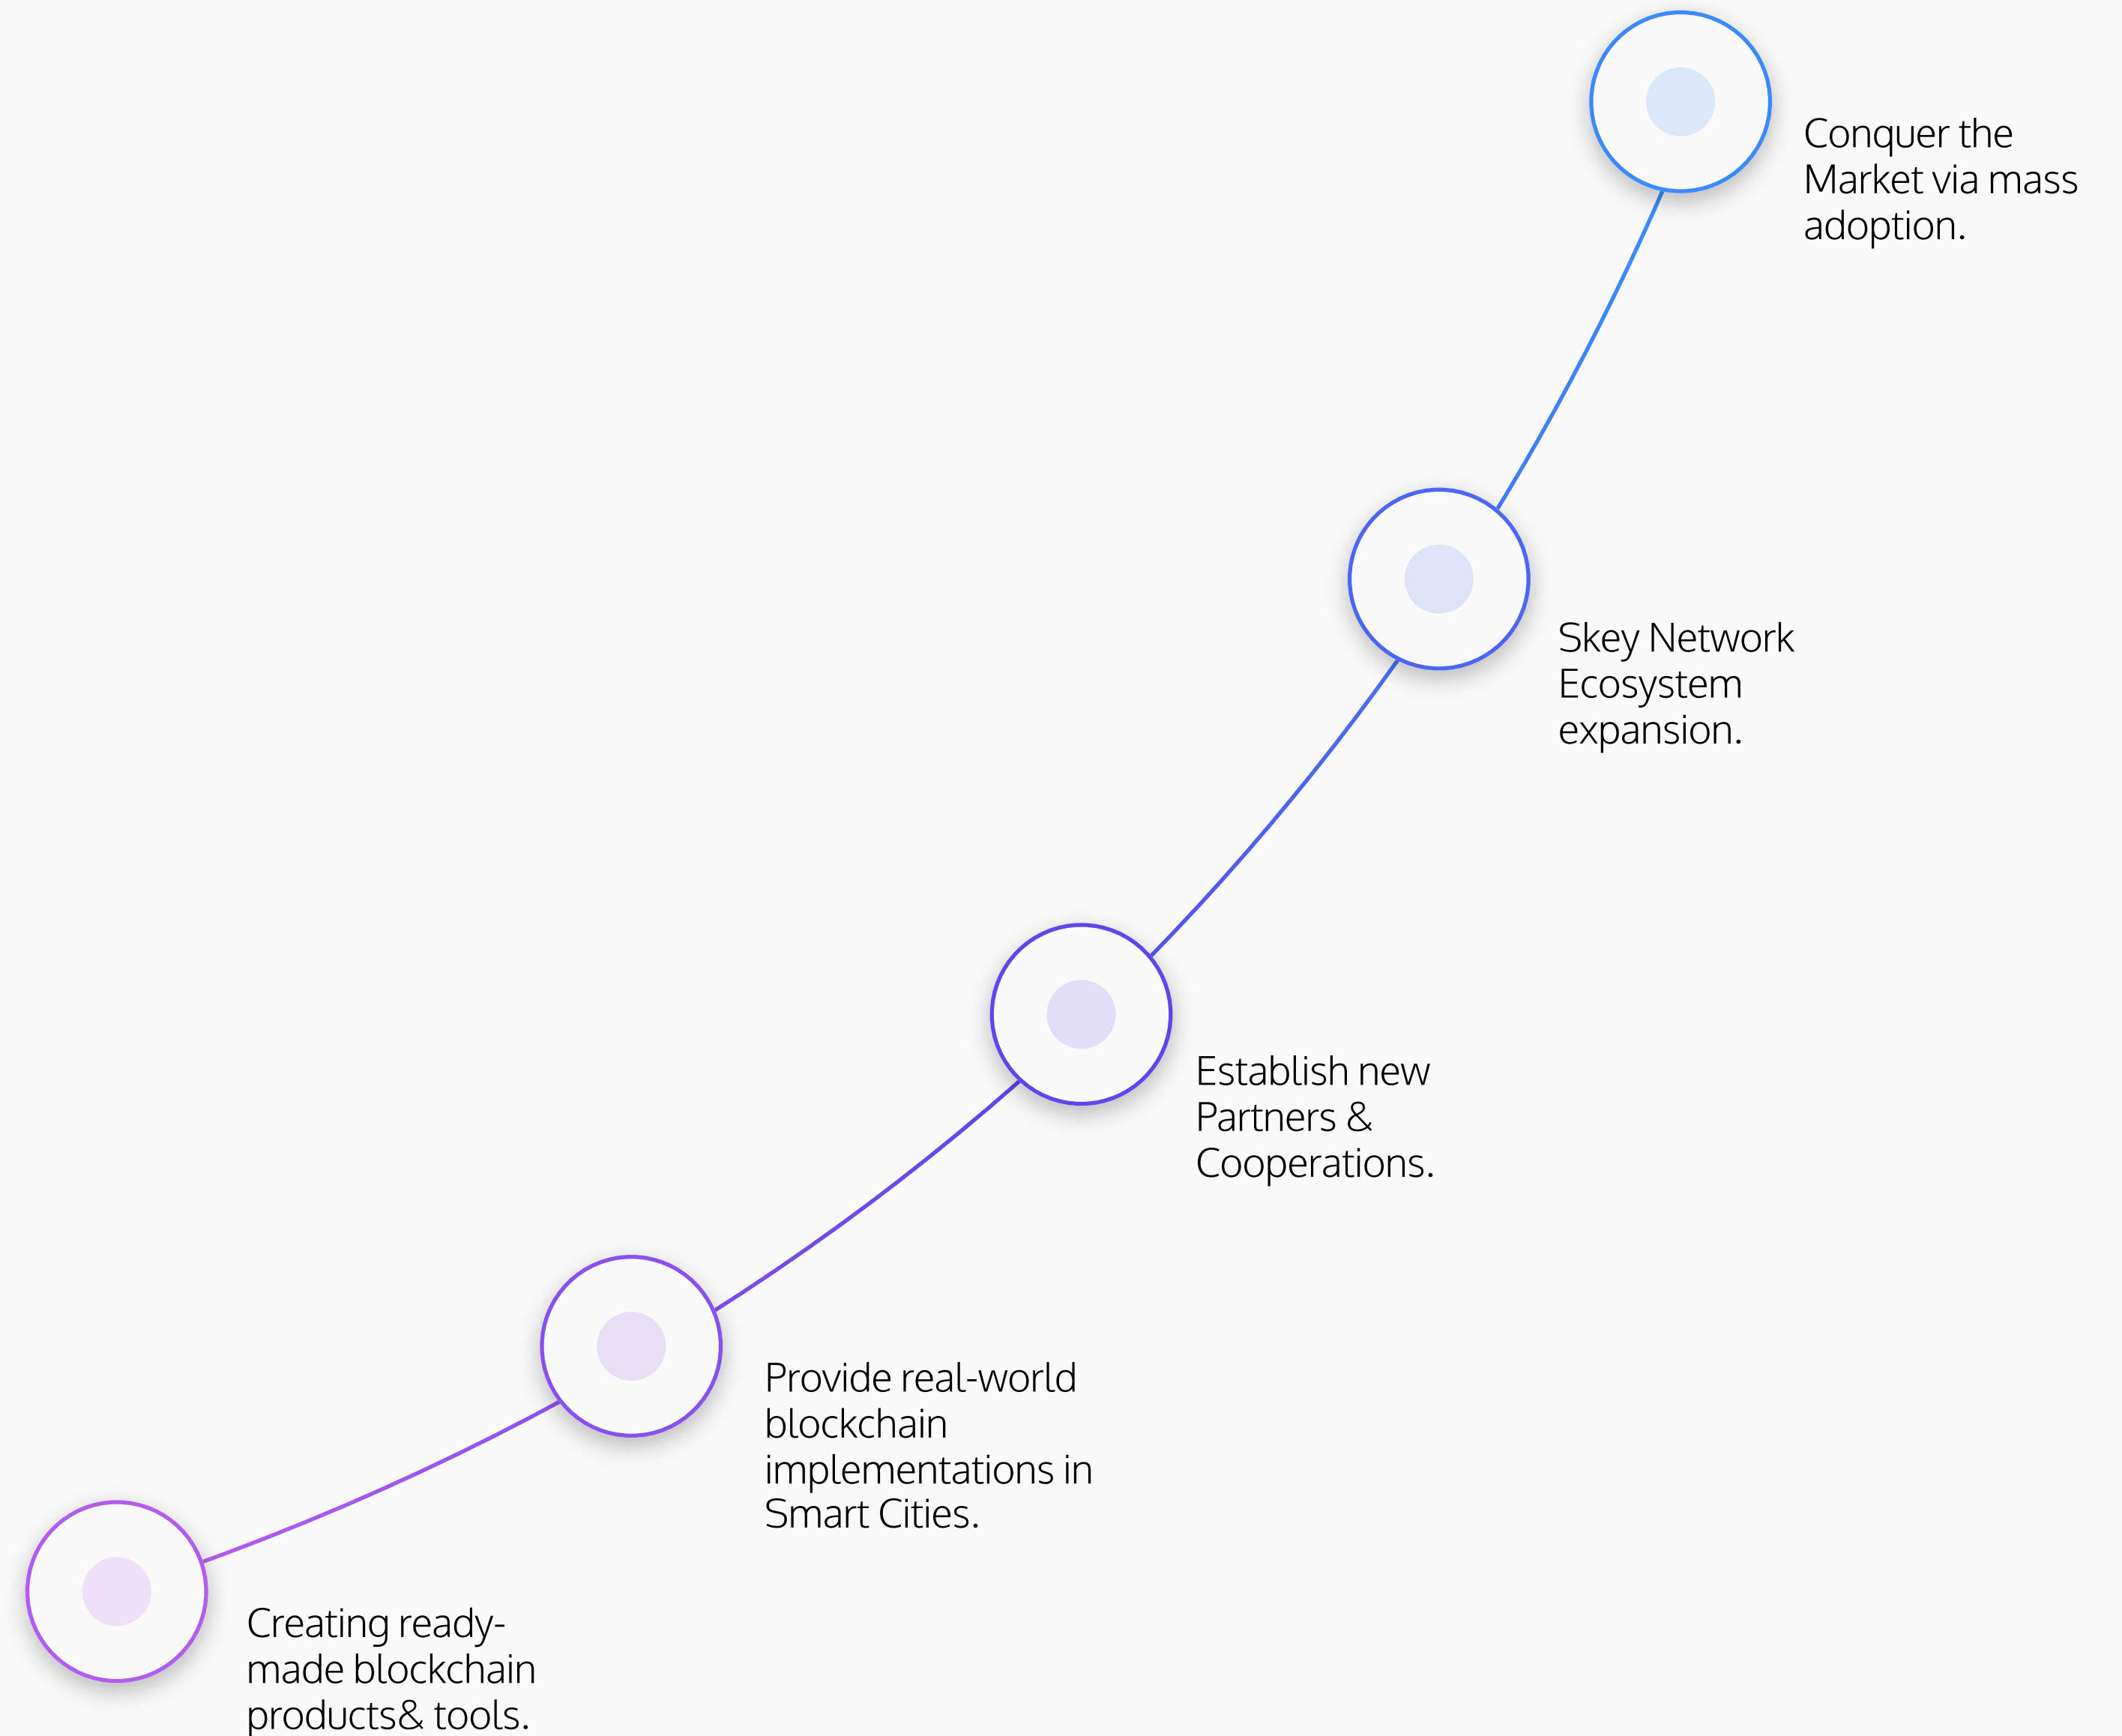 Conquer the
Market via mass
adoption.
Skey Network
Ecosystem
expansion.
Establish new
Partners &
Cooperations.
Provide real-world
blockchain
implementations in
Smart Cities.
Creating ready-
made blockchain
products& tools.